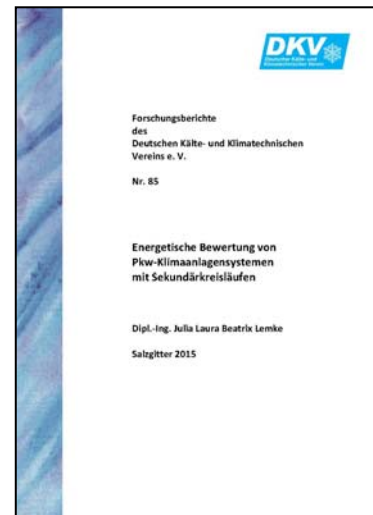 DKV
Deutscher Kälte- und
Klimatechnischer Verein
Forschungsberichte
des
Deutschen Kälte- und Klimatechnischen
Vereins e. V.
Nr. 85
Energetische Bewertung von
Pkw-Klimaanlagensystemen
mit Sekundärkreisläufen
Dipl.-Ing. Julia Laura Beatrix Lemke
Salzgitter 2015